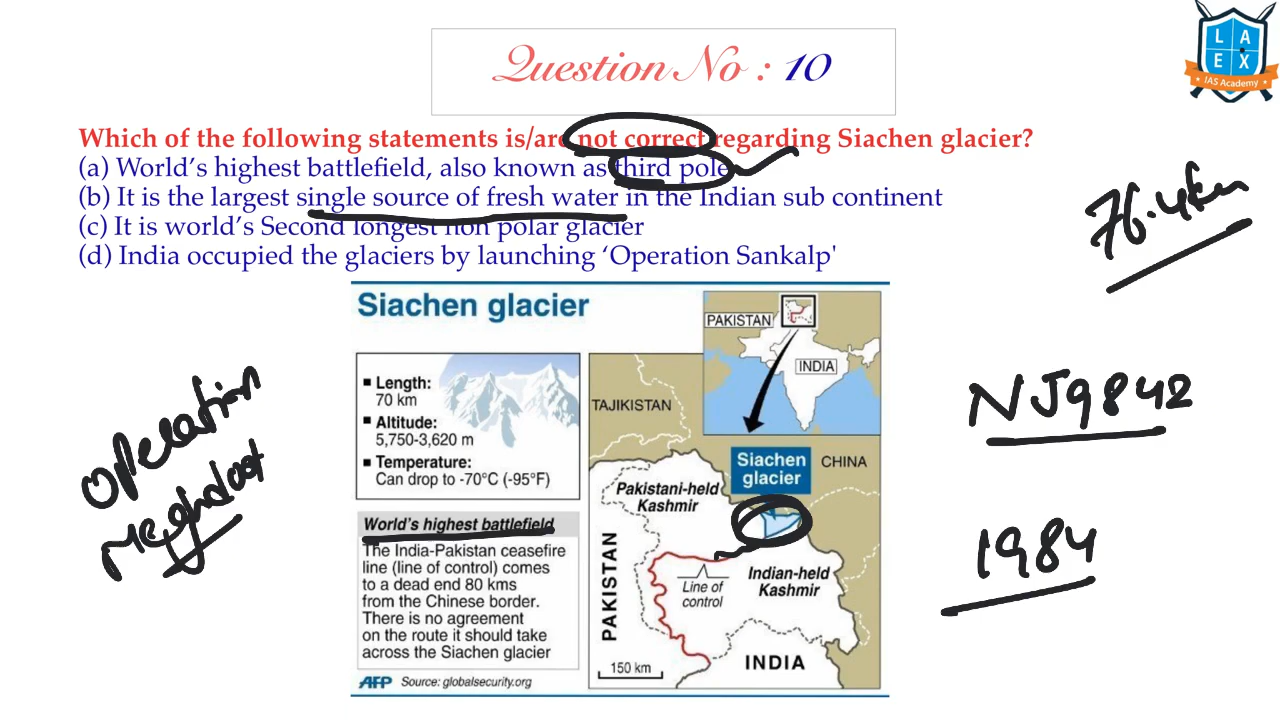 Question No : 10
L A
E X
IAS Academy
Which of the following statements is/are not correct regarding Siachen glacier?
(a) World's highest battlefield, also known as third pole
(b) It is the largest single source of fresh water in the Indian sub continent
(c) It is world's Second longest non polar glacier
(d) India occupied the glaciers by launching ‘Operation Sankalp'
76.4km
Siachen glacier
Length:
70 km
Altitude:
5,750-3,620 m
Temperature:
Can drop to -70°C (-95°F)
World's highest battlefield
The India-Pakistan ceasefire
line (line of control) comes
to a dead end 80 kms
from the Chinese border.
There is no agreement
on the route it should take
across the Siachen glacier
AFP Source: globalsecurity.org
PAKISTAN
INDIA
TAJIKISTAN
Siachen
glacier
CHINA
Pakistani-held
Kashmir
PAKISTAN
Line of
control
Indian-held
Kashmir
150 km
INDIA
Operation
Meghdoot
NJ9842
1984